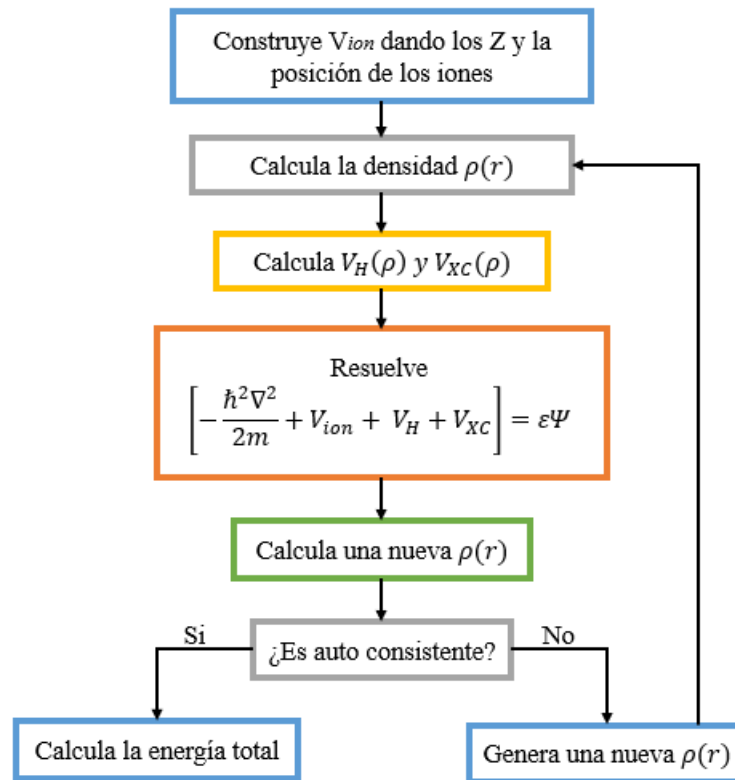 Construye Vion dando los Z y la
posición de los iones
Calcula la densidad ρ(r)
Calcula V_H(ρ) y V_XC(ρ)
Resuelve
[-ℏ²∇²/2m + V_ion + V_H + V_XC] = εΨ
Calcula una nueva ρ(r)
¿Es auto consistente?
Si
No
Calcula la energía total
Genera una nueva ρ(r)